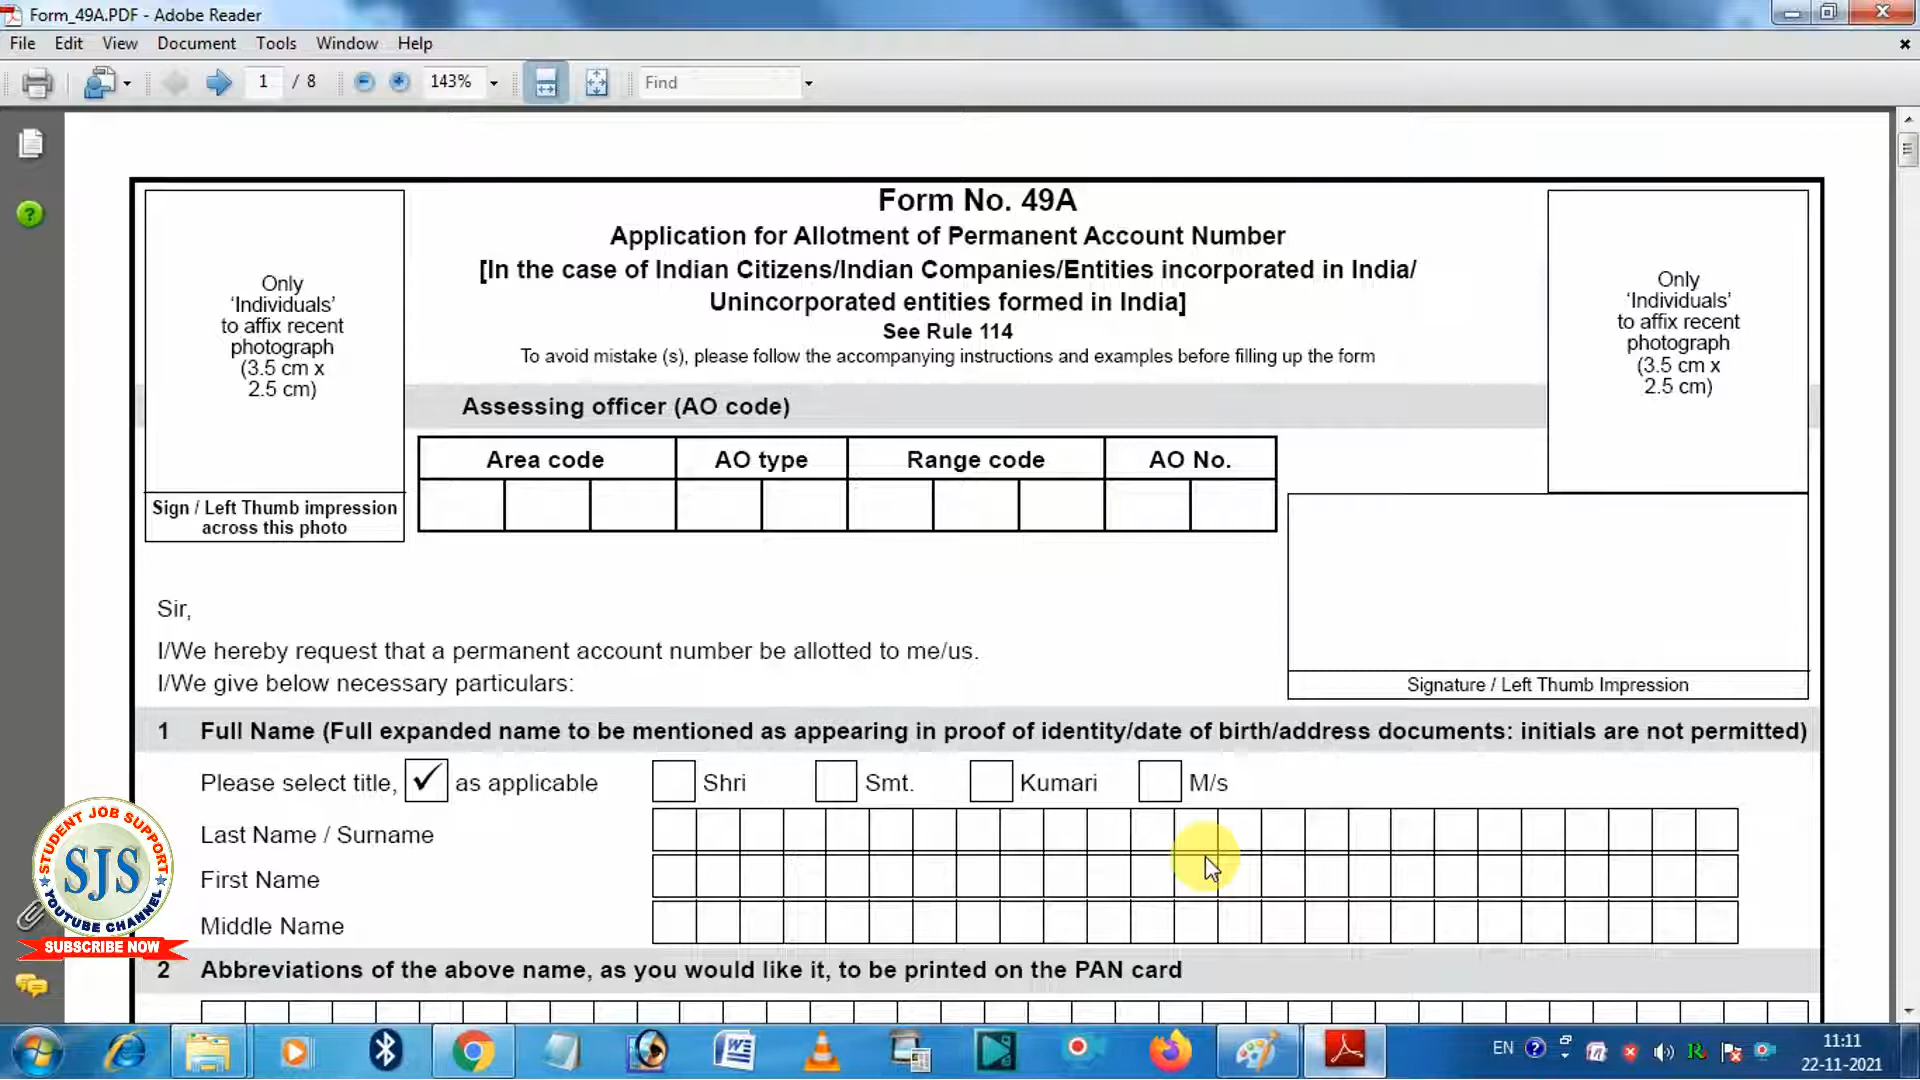 Form_49A.PDF - Adobe Reader
File Edit View Document Tools Window Help
1 / 8 143% Find
Form No. 49A
Application for Allotment of Permanent Account Number
[In the case of Indian Citizens/Indian Companies/Entities incorporated in India/
Unincorporated entities formed in India]
See Rule 114
To avoid mistake (s), please follow the accompanying instructions and examples before filling up the form
Only
‘Individuals’
to affix recent
photograph
(3.5 cm x
2.5 cm)
Sign / Left Thumb impression
across this photo
Only
‘Individuals’
to affix recent
photograph
(3.5 cm x
2.5 cm)
Assessing officer (AO code)
Area code AO type Range code AO No.
Signature / Left Thumb Impression
Sir,
I/We hereby request that a permanent account number be allotted to me/us.
I/We give below necessary particulars:
1 Full Name (Full expanded name to be mentioned as appearing in proof of identity/date of birth/address documents: initials are not permitted)
Please select title, ✓ as applicable Shri Smt. Kumari M/s
Last Name / Surname
First Name
Middle Name
2 Abbreviations of the above name, as you would like it, to be printed on the PAN card
STUDENT JOB SUPPORT
SJS
YOUTUBE CHANNEL
SUBSCRIBE NOW
EN
11:11
22-11-2021